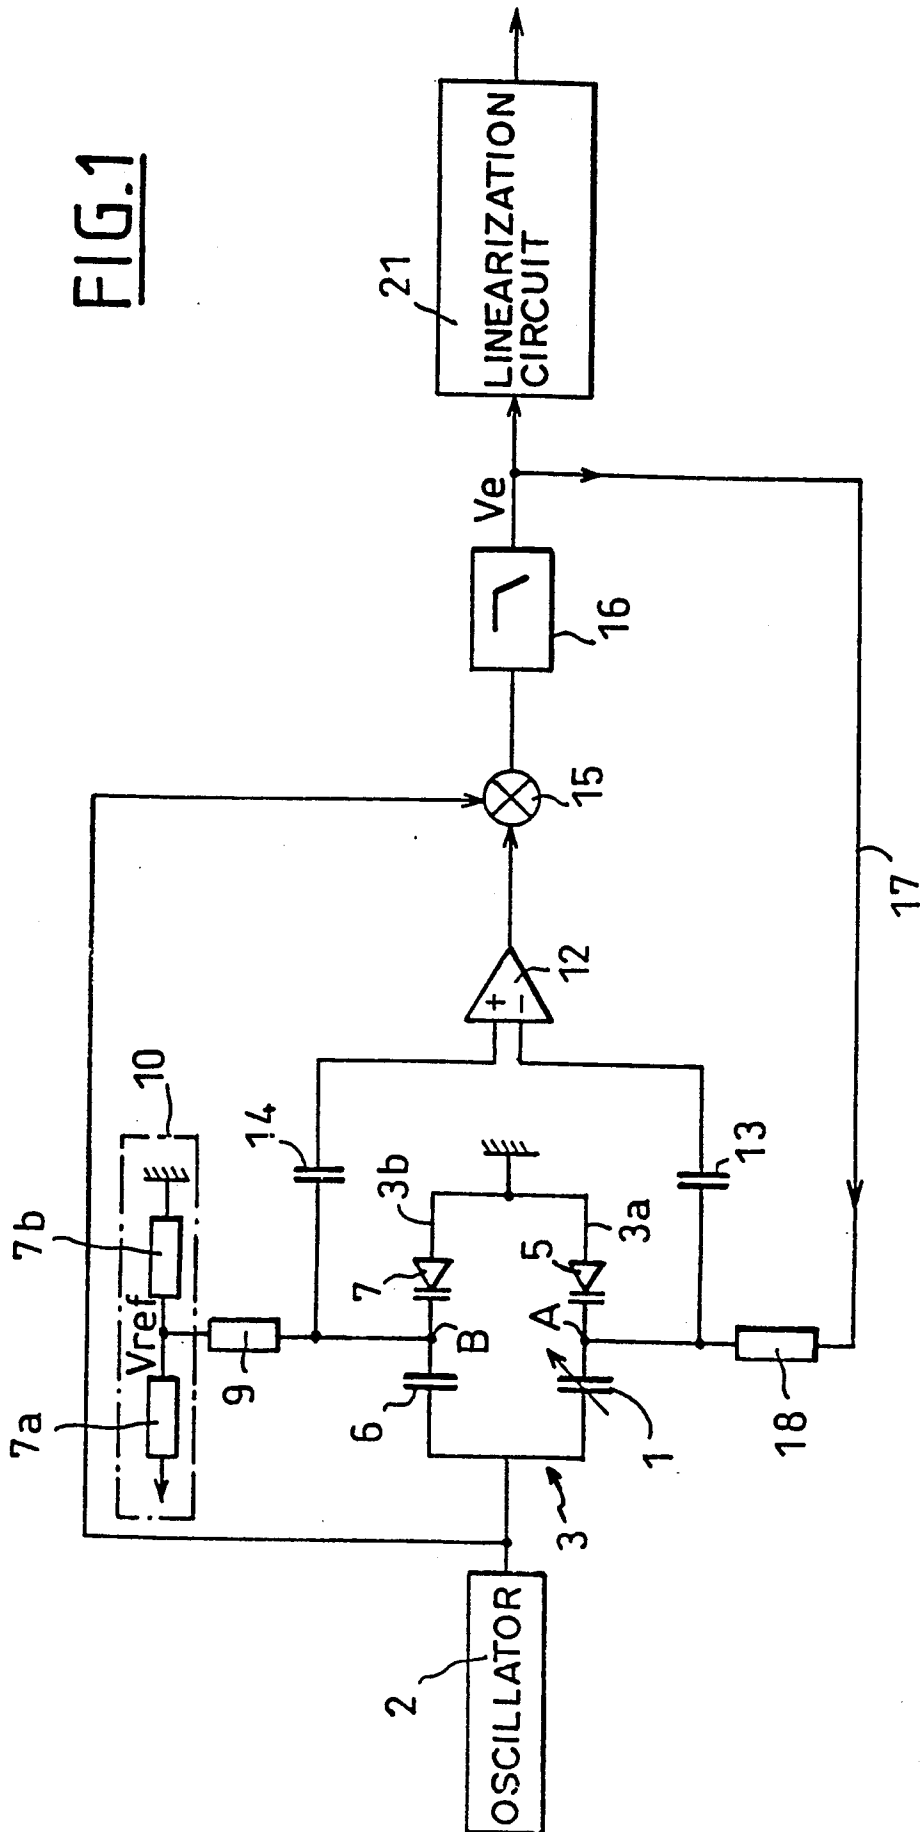 FIG.1
10
7b
14
7a
Vref
9
3b
7
B
6
A
5
3a
1
3
13
18
12
15
16
Ve
21
LINEARIZATION
CIRCUIT
17
2
OSCILLATOR
+
−